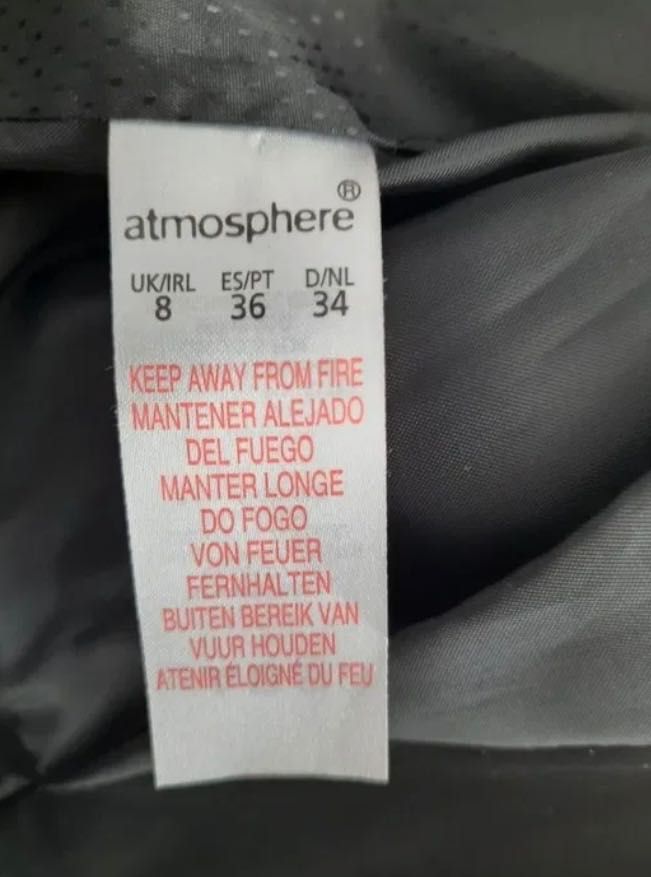 atmosphere®
UK/IRL ES/PT D/NL
8 36 34
KEEP AWAY FROM FIRE
MANTENER ALEJADO
DEL FUEGO
MANTER LONGE
DO FOGO
VON FEUER
FERNHALTEN
BUITEN BEREIK VAN
VUUR HOUDEN
ATENIR ÉLOIGNÉ DU FEU